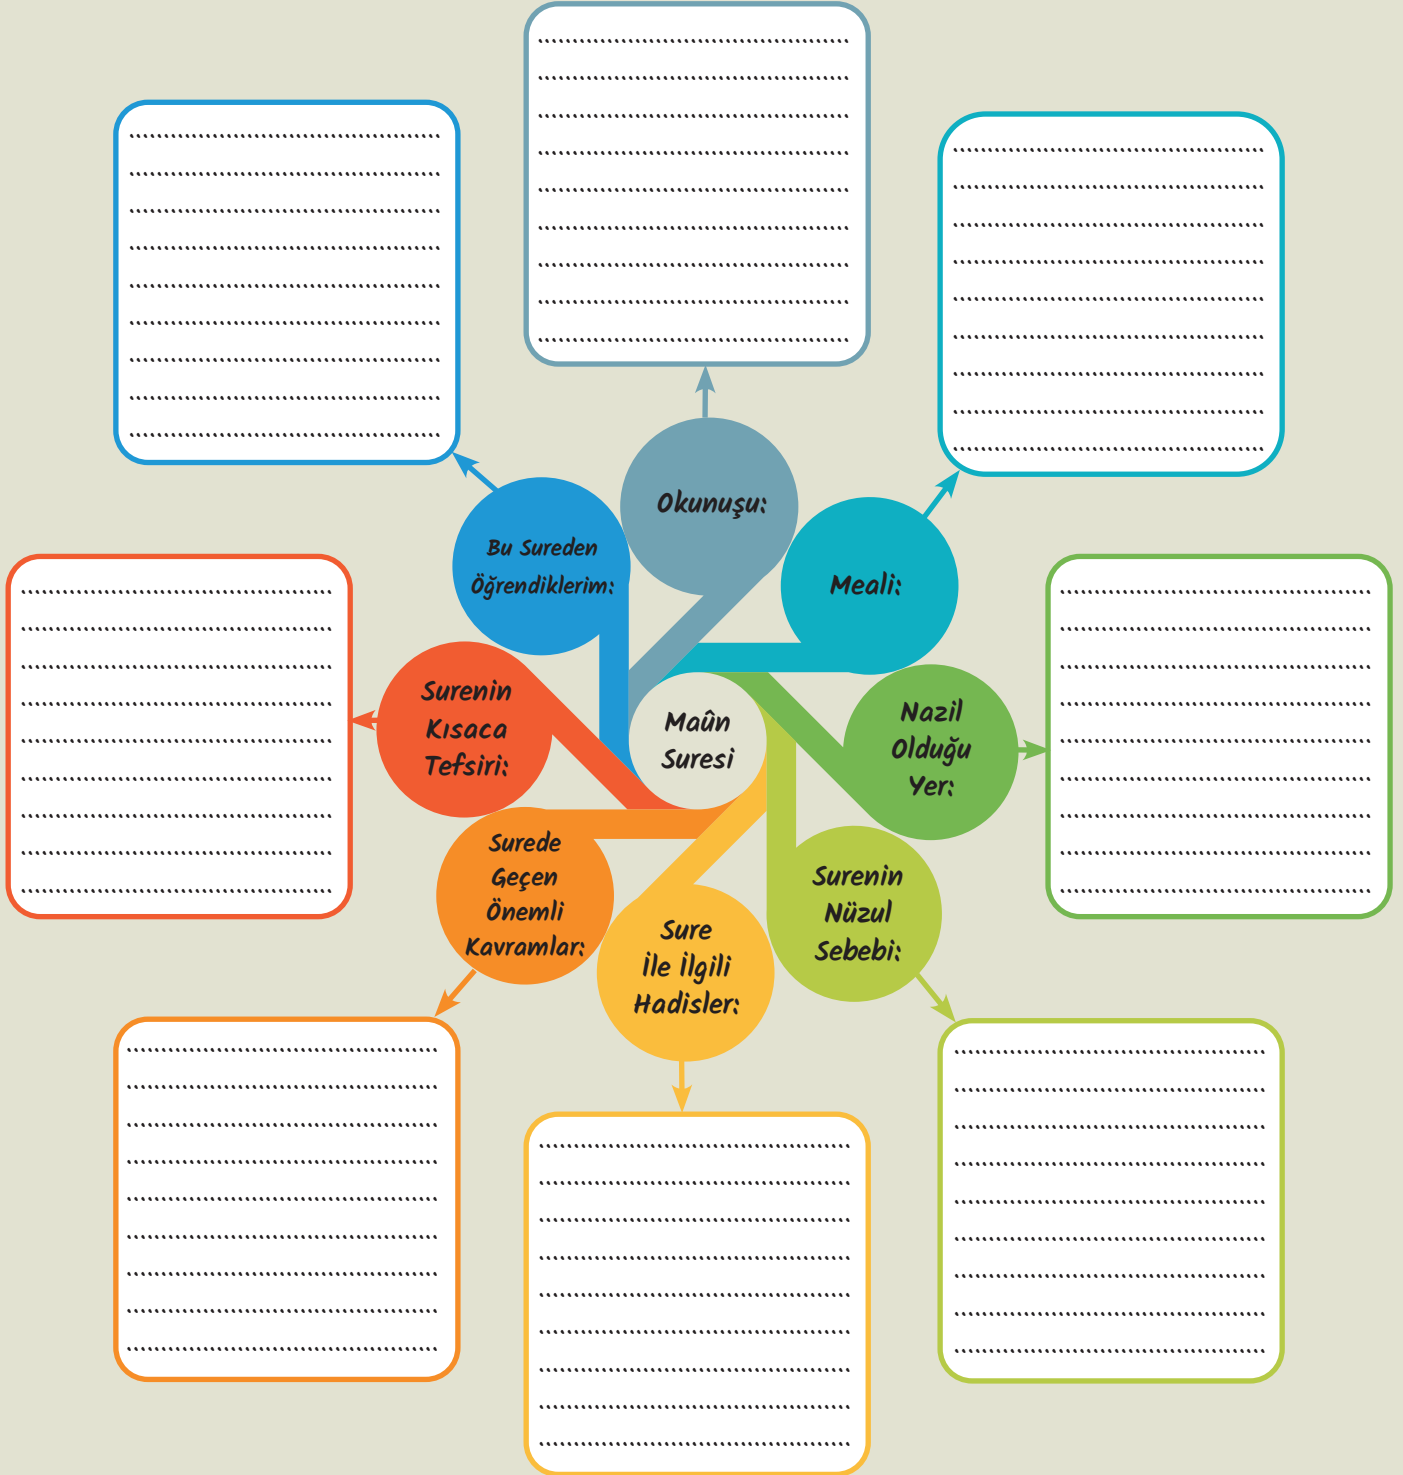 Okunuşu:
Meali:
Bu Sureden
Öğrendiklerim:
Surenin
Kısaca
Tefsiri:
Maûn
Suresi
Nazil
Olduğu
Yer:
Surede
Geçen
Önemli
Kavramlar:
Sure
İle İlgili
Hadisler:
Surenin
Nüzul
Sebebi: